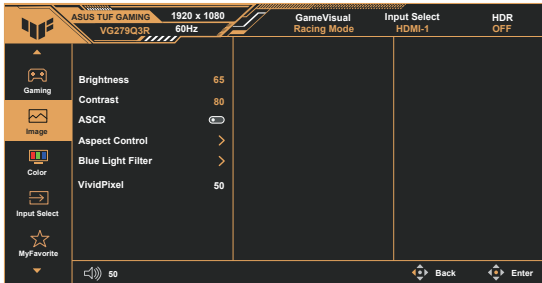 ASUS TUF GAMING 1920 x 1080 GameVisual Input Select HDR
VG279Q3R 60Hz Racing Mode HDMI-1 OFF
Gaming
Image
Color
Input Select
MyFavorite
Brightness 65
Contrast 80
ASCR
Aspect Control
Blue Light Filter
VividPixel 50
50 Back Enter